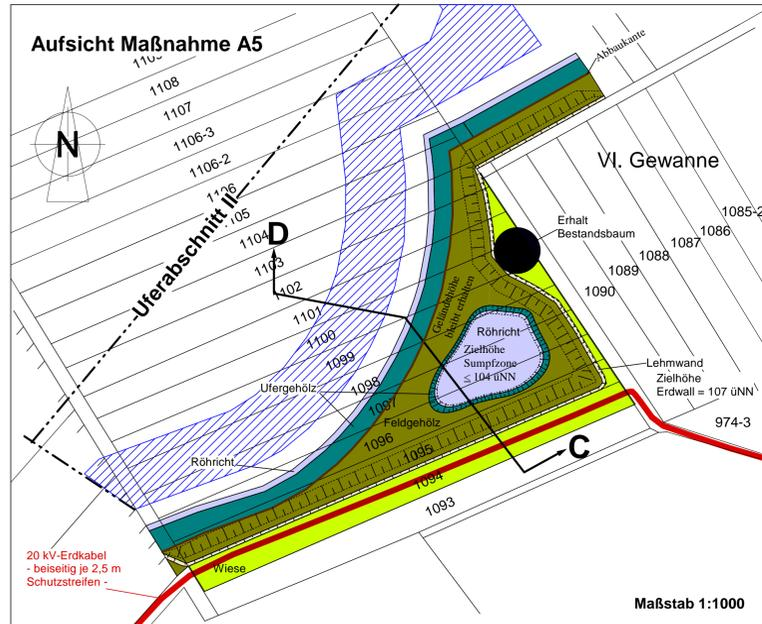 Aufsicht Maßnahme A5
N
1108
1107
1106-3
1106-2
1106
1104
1103
1102
1101
1100
1099
1098
1097
1096
1095
1094
1093
Uferabschnitt II
D
Abbaukante
VI. Gewanne
1085-2
1086
1087
1088
1089
1090
Erhalt
Bestandsbaum
Geländehöhe
bleibt erhalten
Röhricht
Zielhöhe
Sumpfzone
≤ 104 üNN
Lehmwand
Zielhöhe
Erdwall = 107 üNN
974-3
Ufergehölz
Feldgehölz
Röhricht
C
Wiese
20 kV-Erdkabel
- beiseitig je 2,5 m
Schutzstreifen -
Maßstab 1:1000